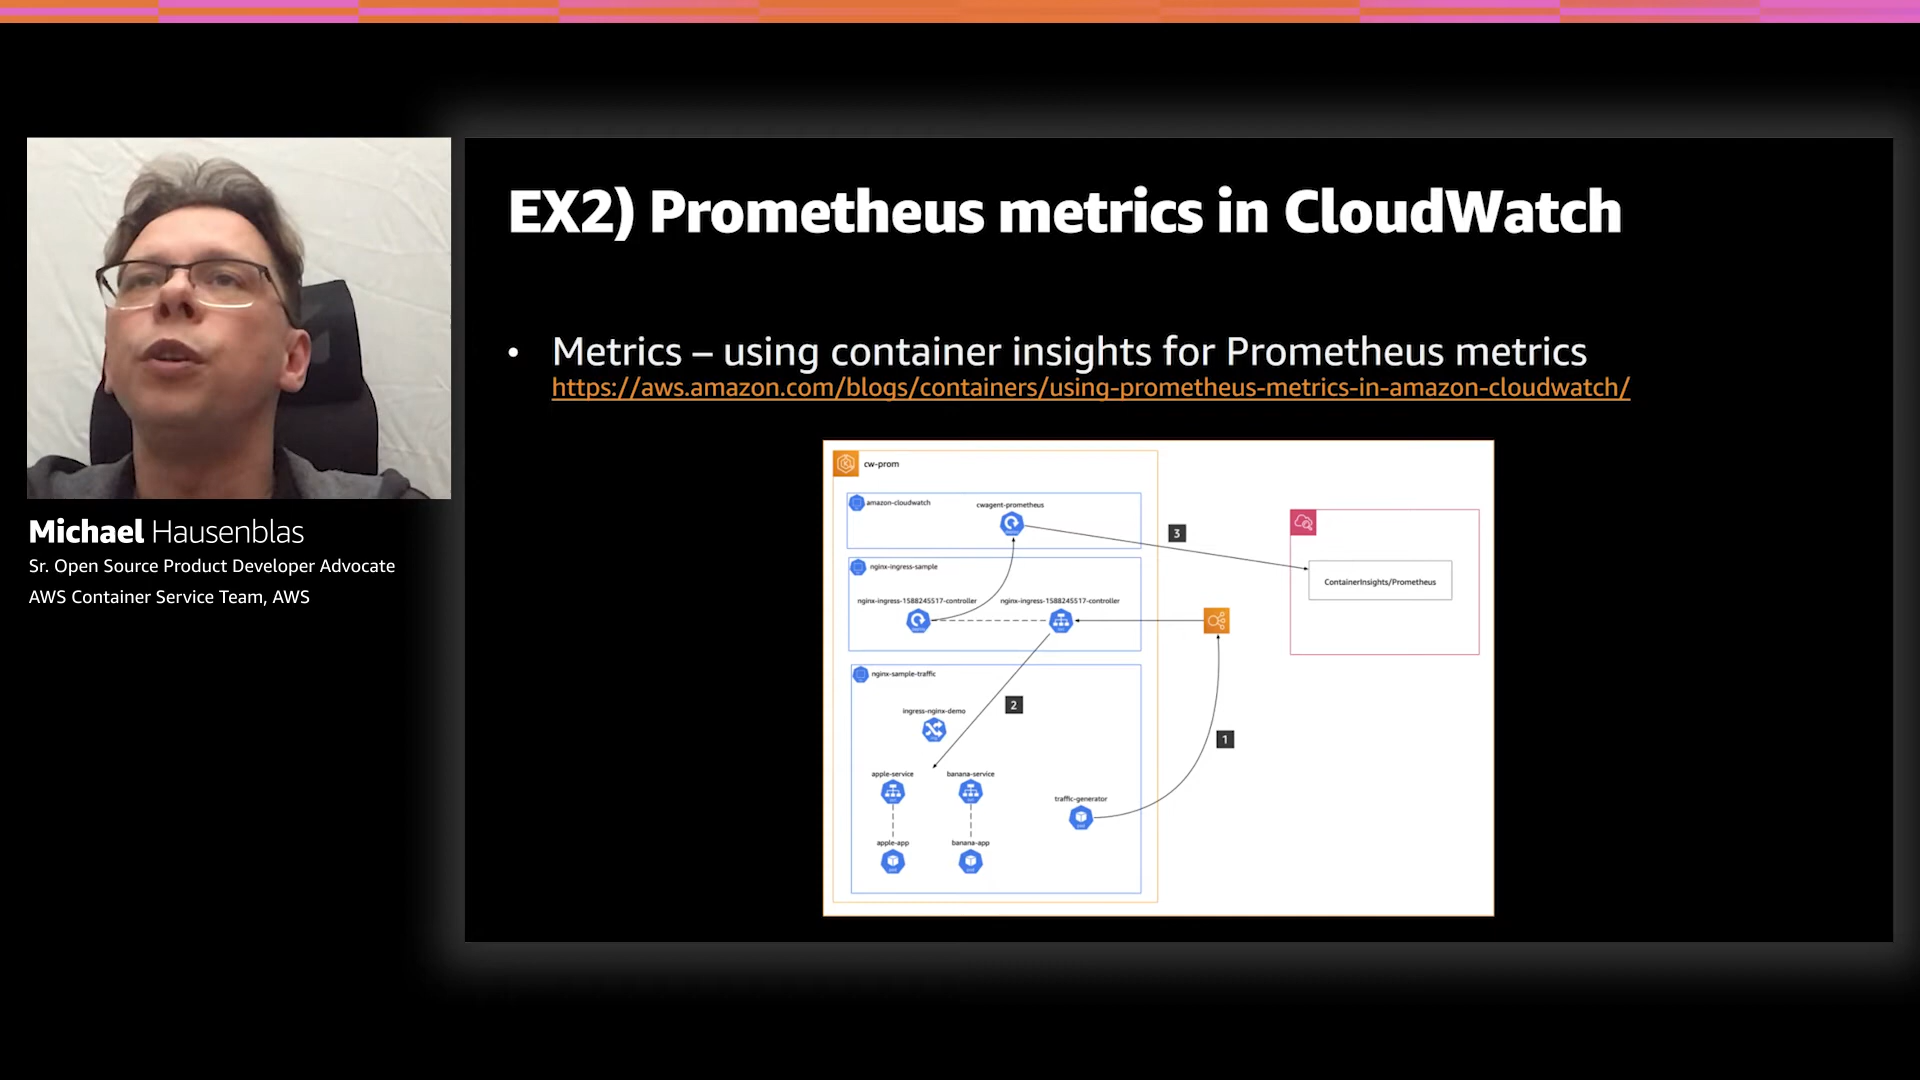 EX2) Prometheus metrics in CloudWatch
• Metrics – using container insights for Prometheus metrics
https://aws.amazon.com/blogs/containers/using-prometheus-metrics-in-amazon-cloudwatch/
Michael Hausenblas
Sr. Open Source Product Developer Advocate
AWS Container Service Team, AWS
cw-prom
amazon-cloudwatch
cwagent-prometheus
3
ContainerInsights/Prometheus
nginx-ingress-sample
nginx-ingress-1588245517-controller
nginx-ingress-1588245517-controller
nginx-sample-traffic
2
ingress-nginx-demo
1
apple-service
banana-service
traffic-generator
apple-app
banana-app